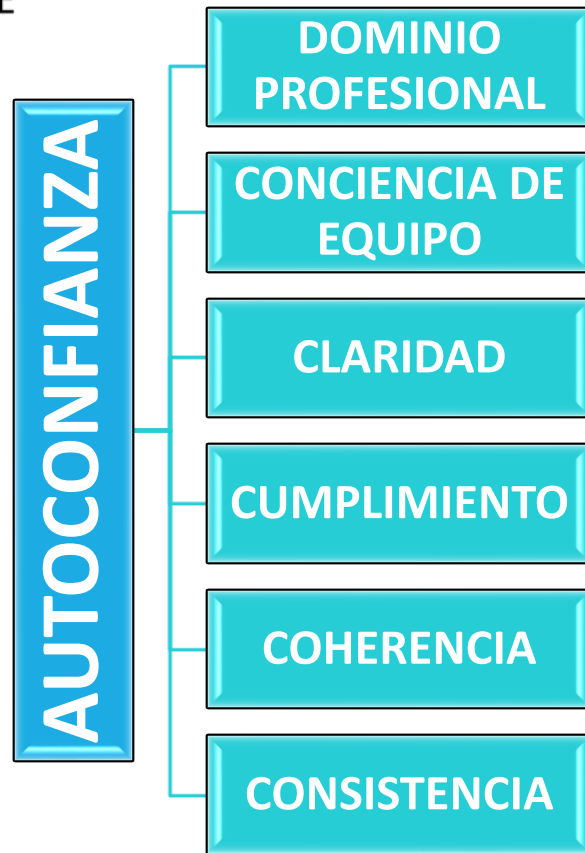 AUTOCONFIANZA
DOMINIO
PROFESIONAL
CONCIENCIA DE
EQUIPO
CLARIDAD
CUMPLIMIENTO
COHERENCIA
CONSISTENCIA